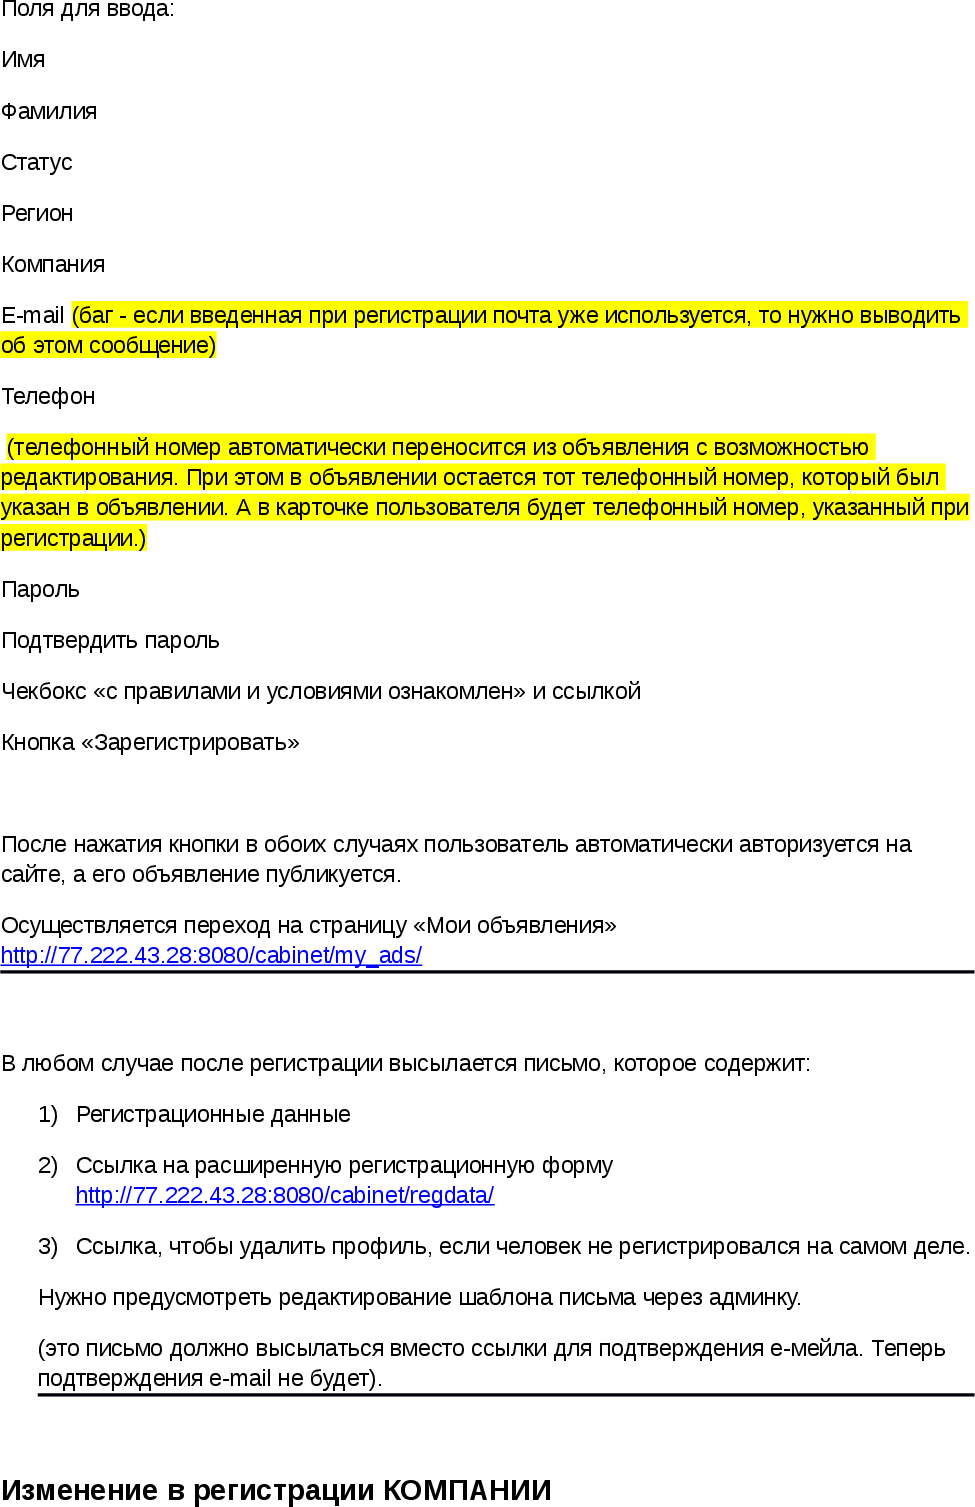 Поля для ввода:
Имя
Фамилия
Статус
Регион
Компания
E-mail (баг - если введенная при регистрации почта уже используется, то нужно выводить
об этом сообщение)
Телефон
(телефонный номер автоматически переносится из объявления с возможностью
редактирования. При этом в объявлении остается тот телефонный номер, который был
указан в объявлении. А в карточке пользователя будет телефонный номер, указанный при
регистрации.)
Пароль
Подтвердить пароль
Чекбокс «с правилами и условиями ознакомлен» и ссылкой
Кнопка «Зарегистрировать»
После нажатия кнопки в обоих случаях пользователь автоматически авторизуется на
сайте, а его объявление публикуется.
Осуществляется переход на страницу «Мои объявления»
http://77.222.43.28:8080/cabinet/my_ads/
В любом случае после регистрации высылается письмо, которое содержит:
1) Регистрационные данные
2) Ссылка на расширенную регистрационную форму
http://77.222.43.28:8080/cabinet/regdata/
3) Ссылка, чтобы удалить профиль, если человек не регистрировался на самом деле.
Нужно предусмотреть редактирование шаблона письма через админку.
(это письмо должно высылаться вместо ссылки для подтверждения е-мейла. Теперь
подтверждения e-mail не будет).
Изменение в регистрации КОМПАНИИ